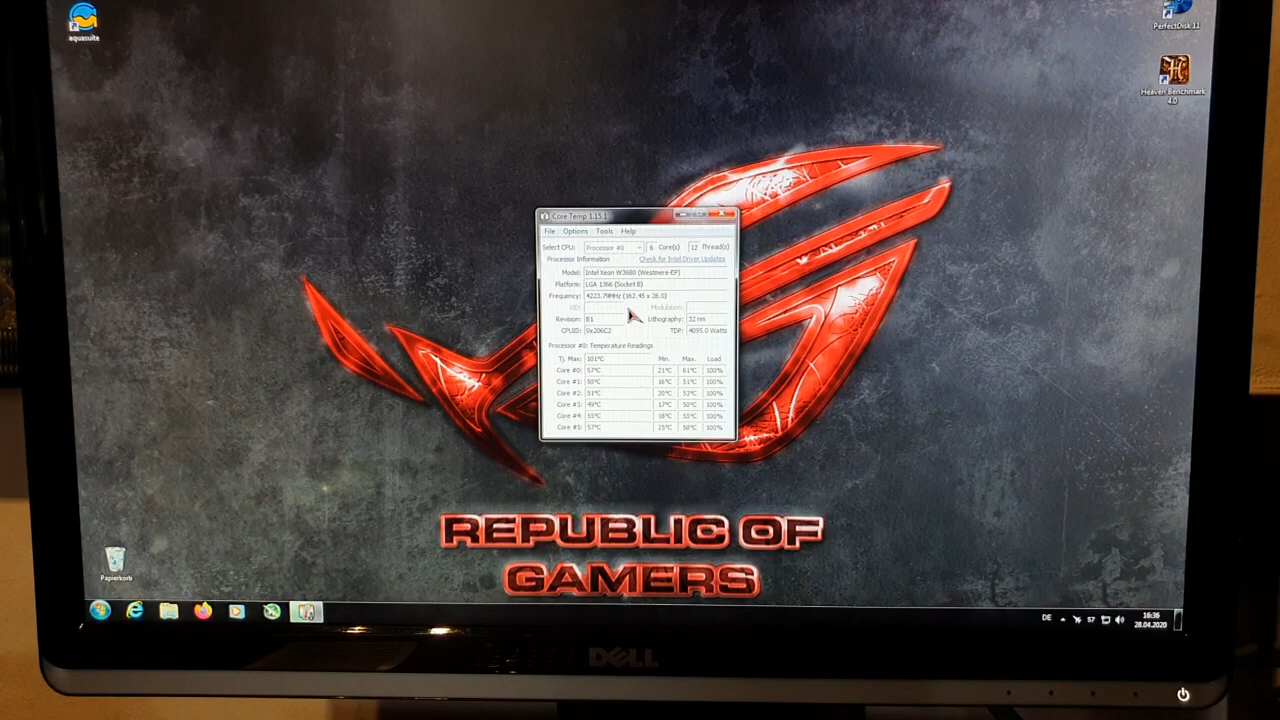 aquasuite
PerfectDisk 11
Heaven Benchmark
4.0
Core Temp 1.15.1
File Options Tools Help
Select CPU: Processor #0 6 Core(s) 12 Thread(s)
Processor Information Check for Intel Driver Updates
Model: Intel Xeon W3680 (Westmere-EP)
Platform: LGA 1366 (Socket B)
Frequency: 4223.79MHz (162.45 x 26.0)
VID: Modulation:
Revision: B1 Lithography: 32 nm
CPUID: 0x206C2 TDP: 4095.0 Watts
Processor #0: Temperature Readings
Tj. Max: 101°C Min. Max. Load
Core #0: 57°C 21°C 61°C 100%
Core #1: 50°C 16°C 51°C 100%
Core #2: 51°C 20°C 53°C 100%
Core #3: 49°C 17°C 50°C 100%
Core #4: 55°C 18°C 55°C 100%
Core #5: 57°C 25°C 58°C 100%
REPUBLIC OF
GAMERS
Papierkorb
DE 57 16:36
28.04.2020
DELL